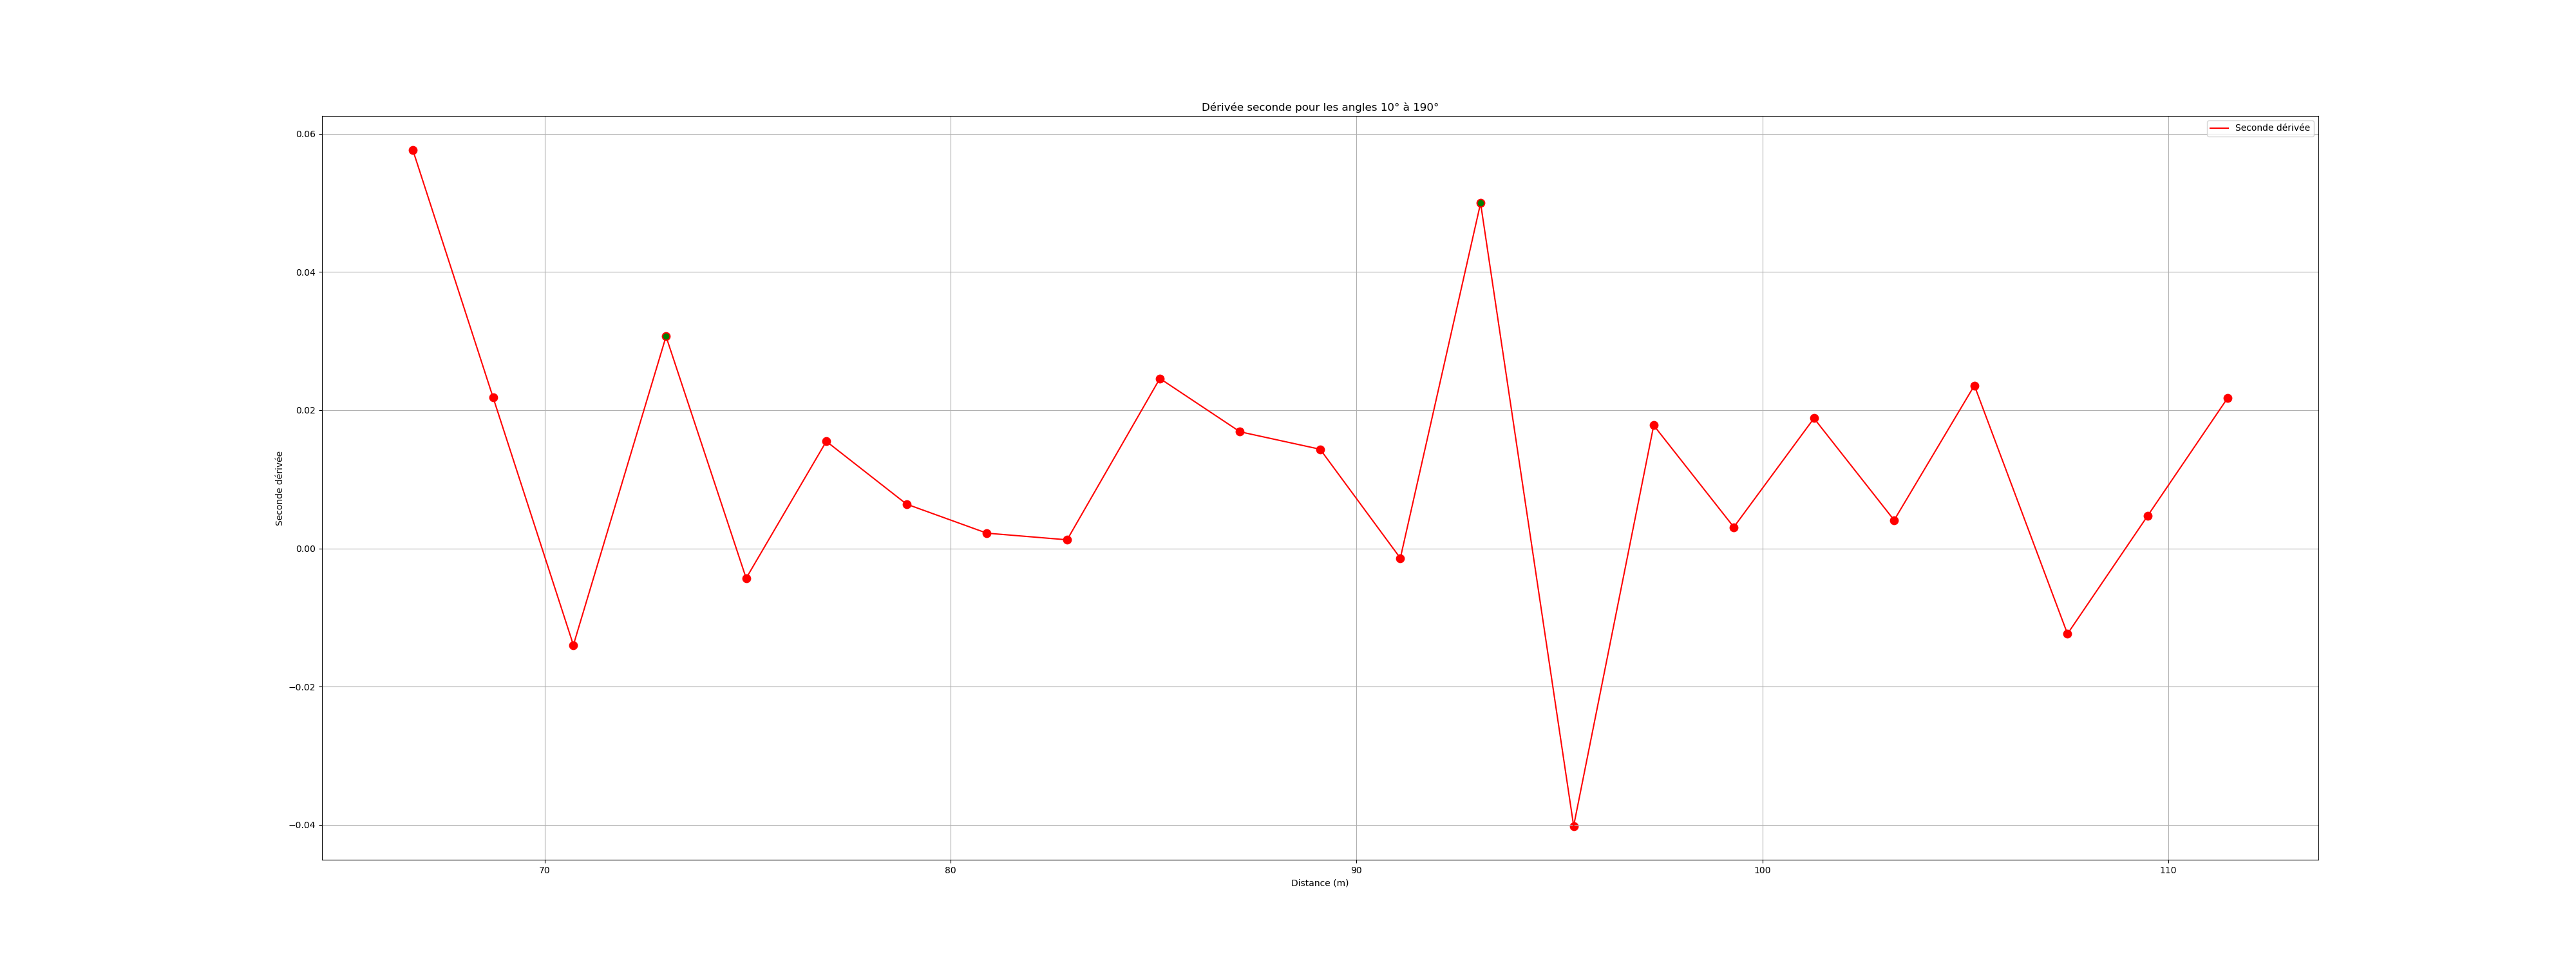 Dérivée seconde pour les angles 10° à 190°
Seconde dérivée
0.06
0.04
0.02
0.00
−0.02
−0.04
Seconde dérivée
70
80
90
100
110
Distance (m)